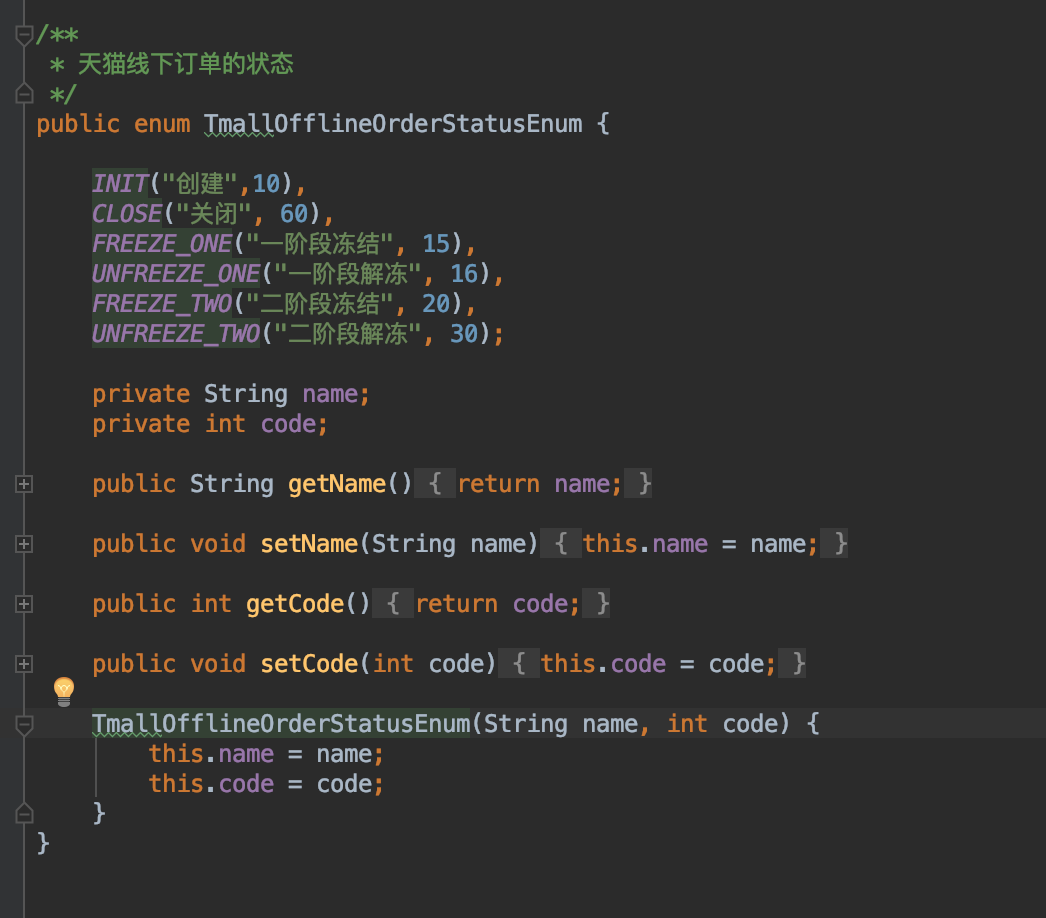 /**
 * 天猫线下订单的状态
 */
public enum TmallOfflineOrderStatusEnum {
    INIT("创建",10),
    CLOSE("关闭", 60),
    FREEZE_ONE("一阶段冻结", 15),
    UNFREEZE_ONE("一阶段解冻", 16),
    FREEZE_TWO("二阶段冻结", 20),
    UNFREEZE_TWO("二阶段解冻", 30);
    private String name;
    private int code;
    public String getName() { return name; }
    public void setName(String name) { this.name = name; }
    public int getCode() { return code; }
    public void setCode(int code) { this.code = code; }
    TmallOfflineOrderStatusEnum(String name, int code) {
        this.name = name;
        this.code = code;
    }
}